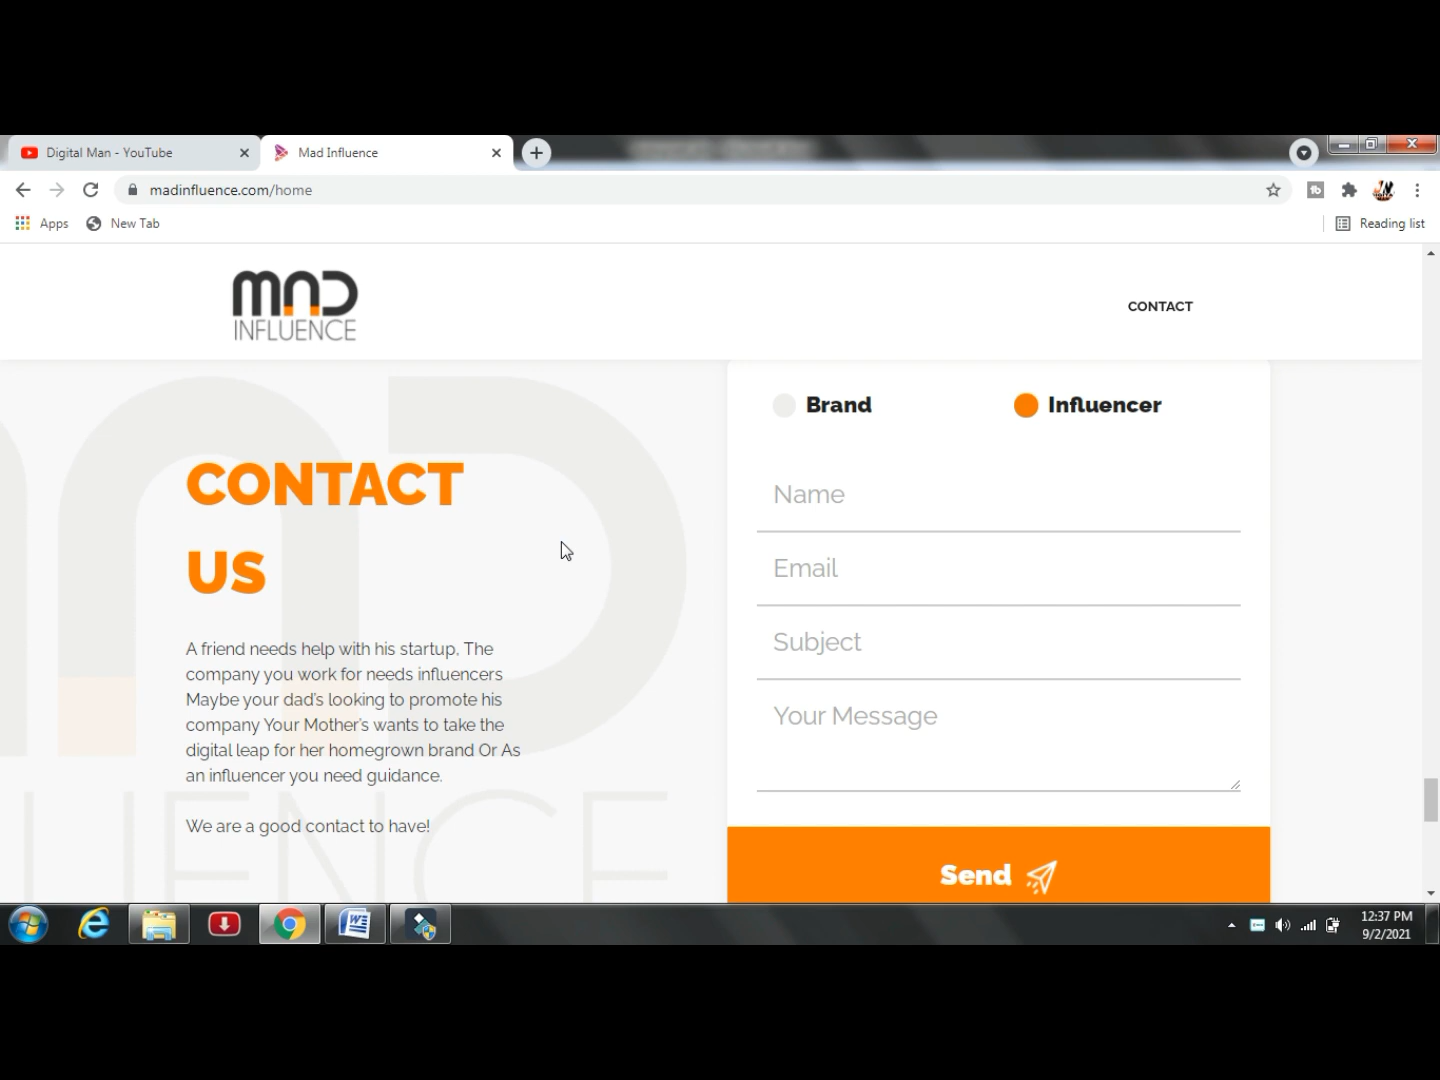 Digital Man - YouTube
Mad Influence
madinfluence.com/home
Apps
New Tab
Reading list
MAD
INFLUENCE
CONTACT
Brand
Influencer
CONTACT
US
Name
Email
Subject
Your Message
A friend needs help with his startup, The
company you work for needs influencers
Maybe your dad's looking to promote his
company Your Mother's wants to take the
digital leap for her homegrown brand Or As
an influencer you need guidance.
We are a good contact to have!
Send
12:37 PM
9/2/2021